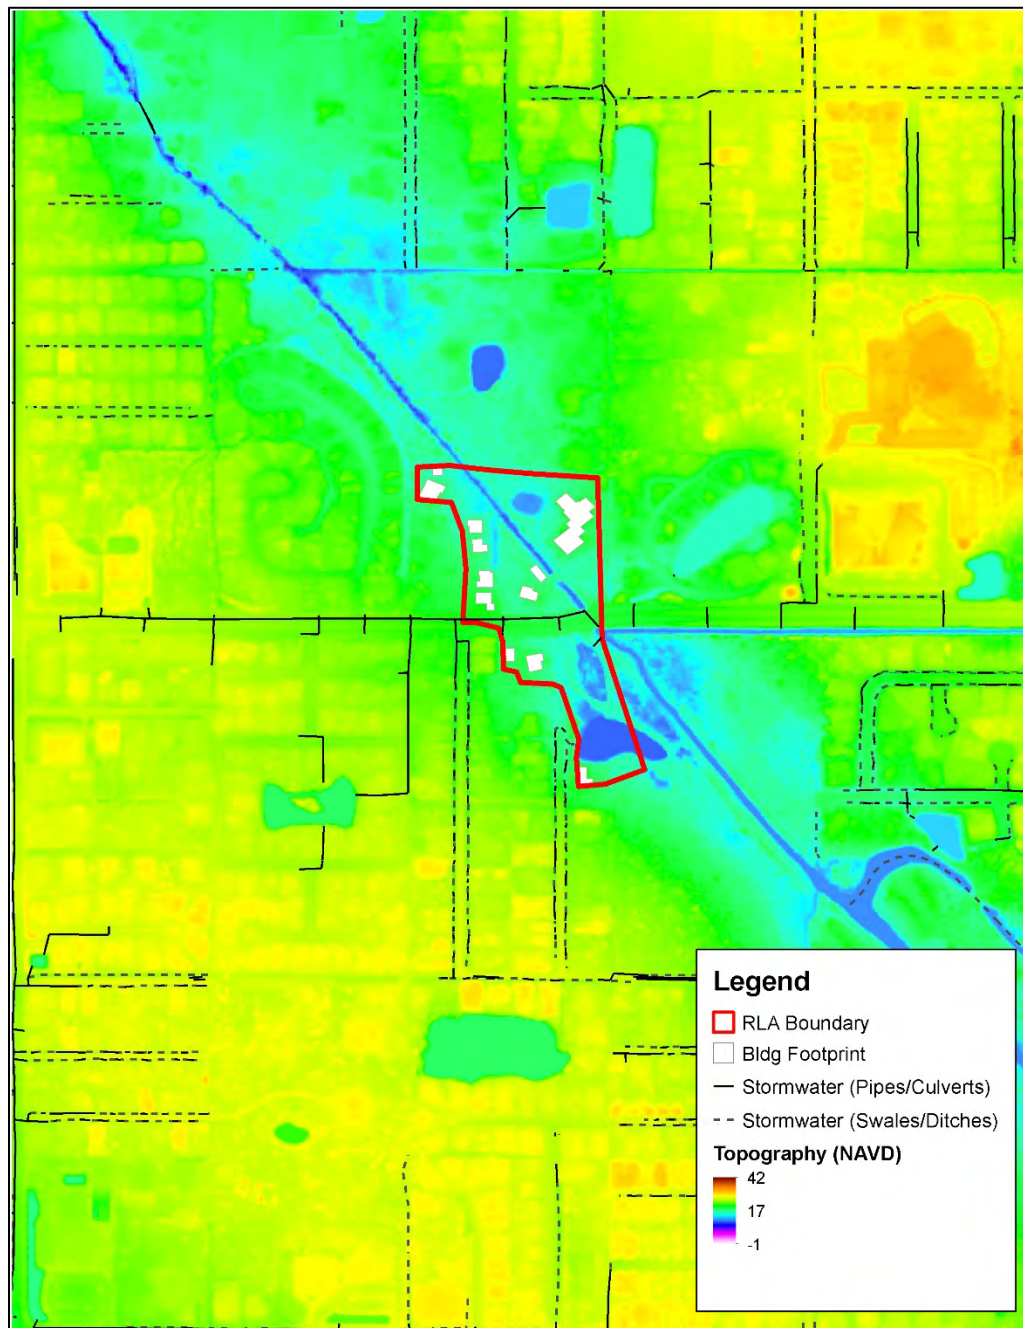 Legend
RLA Boundary
Bldg Footprint
Stormwater (Pipes/Culverts)
Stormwater (Swales/Ditches)
Topography (NAVD)
42
17
-1